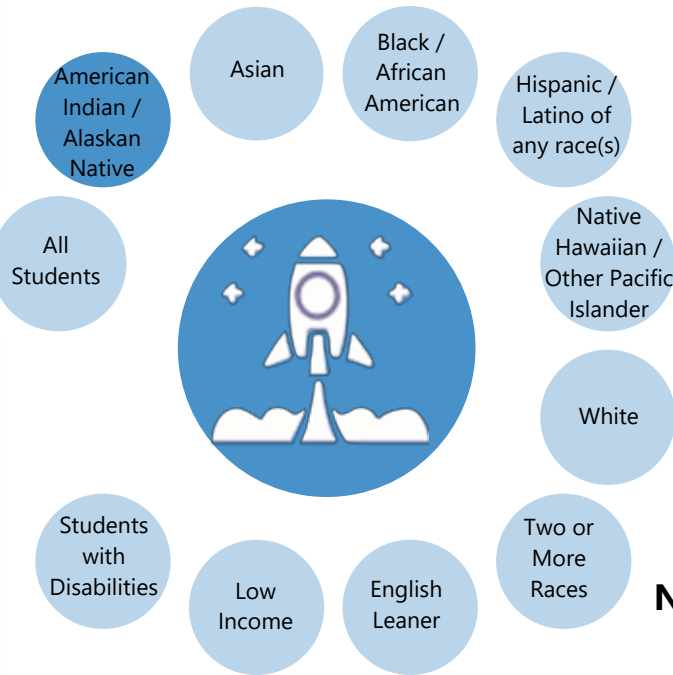 American
Indian /
Alaskan
Native
Asian
Black /
African
American
Hispanic /
Latino of
any race(s)
All
Students
Native
Hawaiian /
Other Pacific
Islander
White
Students
with
Disabilities
Low
Income
English
Leaner
Two or
More
Races
N